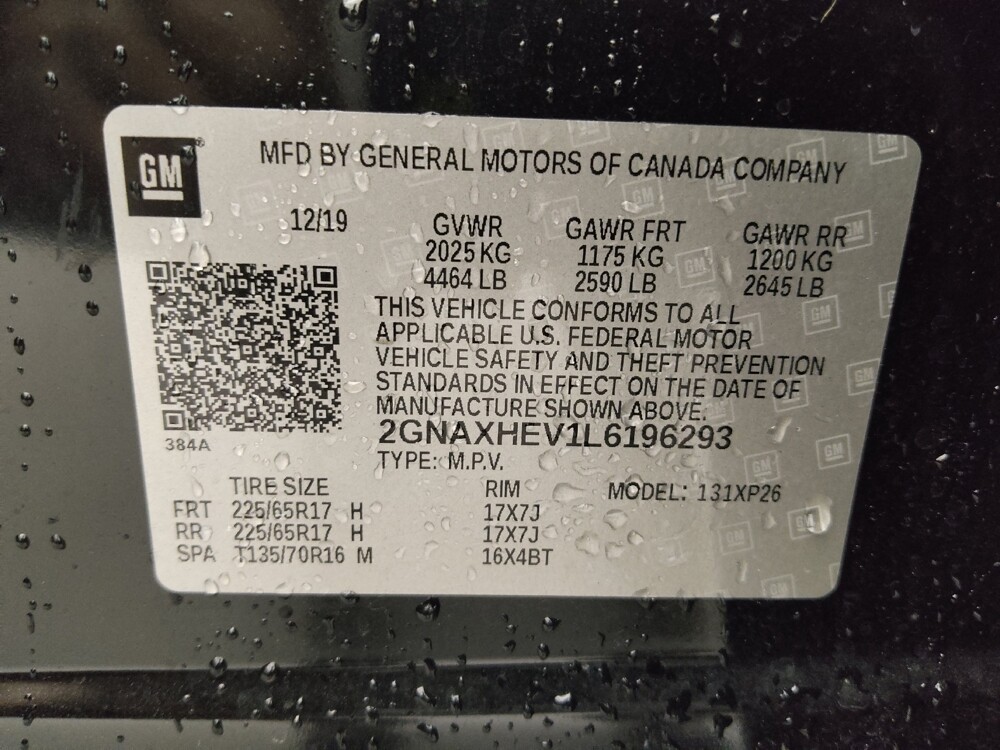 GM
MFD BY GENERAL MOTORS OF CANADA COMPANY
12/19 GVWR GAWR FRT GAWR RR
2025 KG 1175 KG 1200 KG
4464 LB 2590 LB 2645 LB
THIS VEHICLE CONFORMS TO ALL
APPLICABLE U.S. FEDERAL MOTOR
VEHICLE SAFETY AND THEFT PREVENTION
STANDARDS IN EFFECT ON THE DATE OF
MANUFACTURE SHOWN ABOVE.
384A
2GNAXHEV1L6196293
TYPE: M.P.V.
TIRE SIZE RIM MODEL: 131XP26
FRT 225/65R17 H 17X7J
RR 225/65R17 H 17X7J
SPA T135/70R16 M 16X4BT